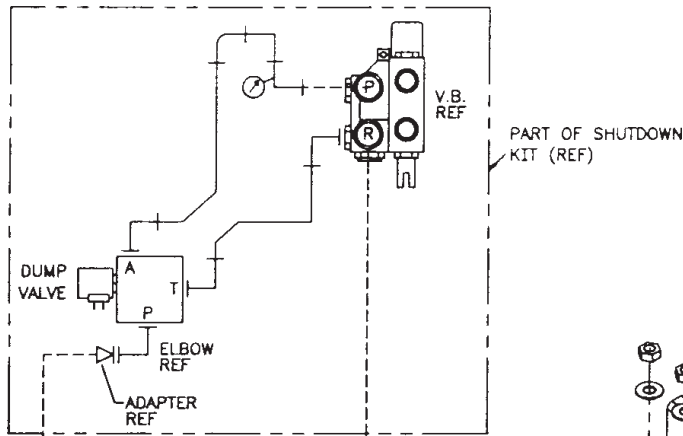 P
V.B.
REF
R
PART OF SHUTDOWN
KIT (REF)
A
DUMP
VALVE
T
P
ELBOW
REF
ADAPTER
REF